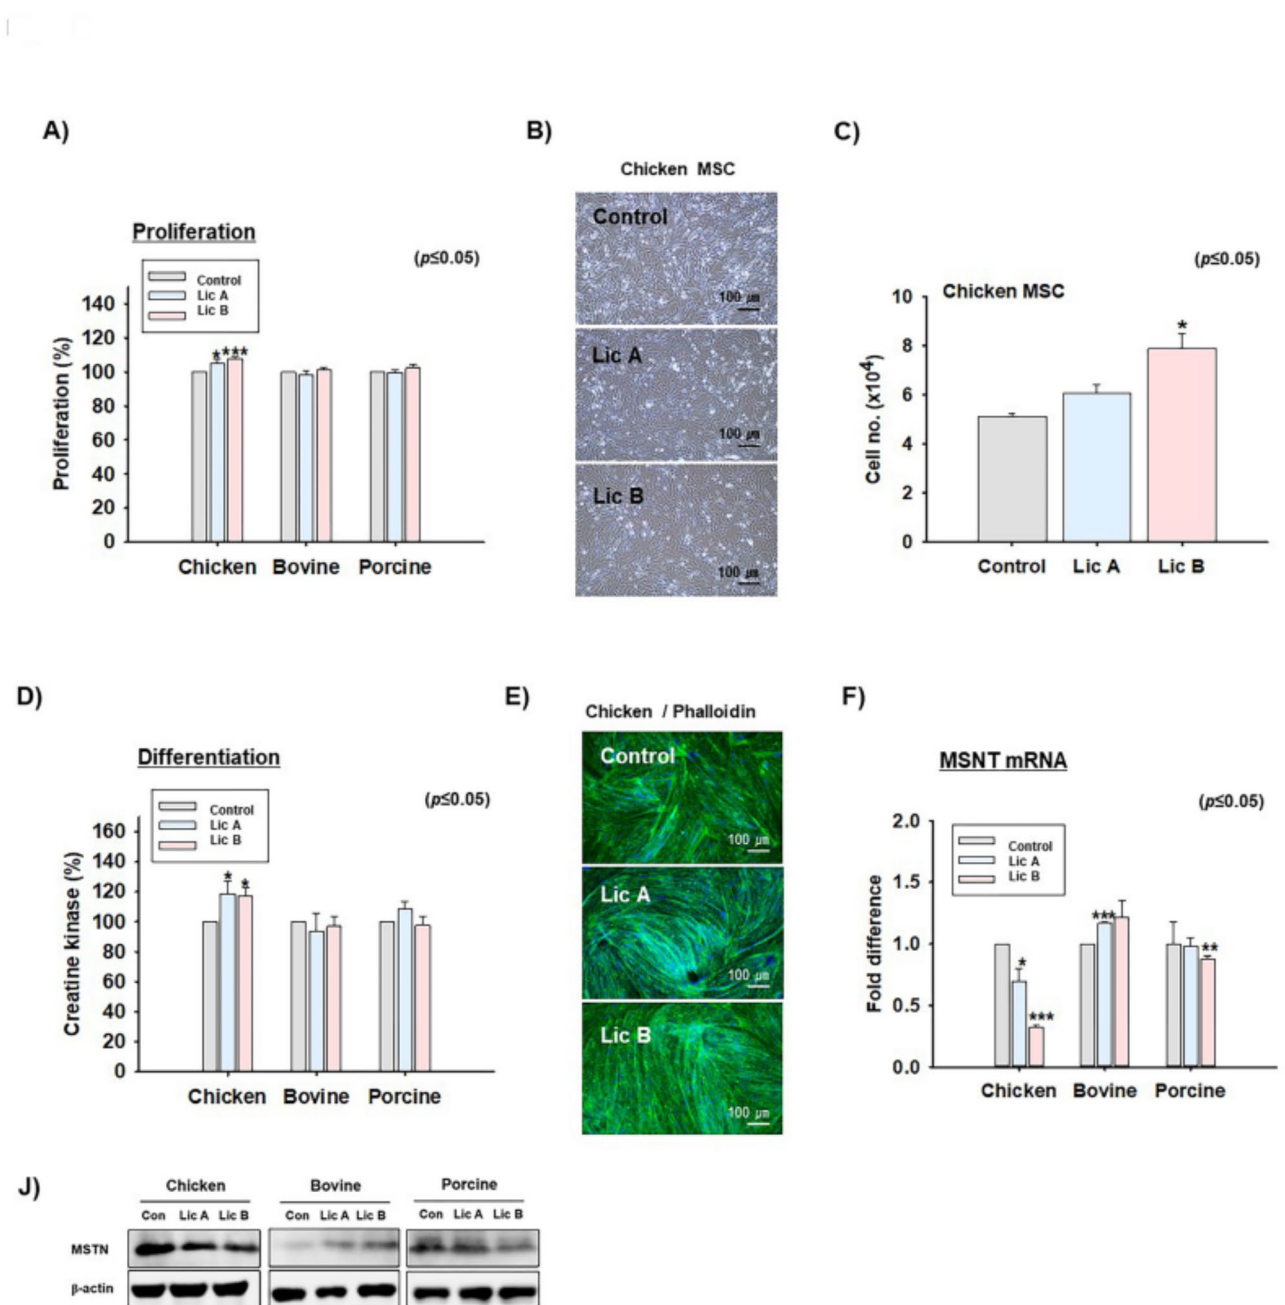 A)
Proliferation
(p≤0.05)
Control
Lic A
Lic B
Proliferation (%)
140
120
100
80
60
40
20
0
* ***
Chicken Bovine Porcine
B)
Chicken MSC
Control
100 ㎛
Lic A
100 ㎛
Lic B
100 ㎛
C)
(p≤0.05)
Chicken MSC
Cell no. (x10⁴)
10
8
6
4
2
0
*
Control Lic A Lic B
D)
Differentiation
(p≤0.05)
Control
Lic A
Lic B
Creatine kinase (%)
160
140
120
100
80
60
40
20
0
* *
Chicken Bovine Porcine
E)
Chicken / Phalloidin
Control
100 ㎛
Lic A
100 ㎛
Lic B
100 ㎛
F)
MSNT mRNA
(p≤0.05)
Control
Lic A
Lic B
Fold difference
2.0
1.5
1.0
0.5
0.0
*
***
***
**
Chicken Bovine Porcine
J)
Chicken Bovine Porcine
Con Lic A Lic B Con Lic A Lic B Con Lic A Lic B
MSTN
β-actin